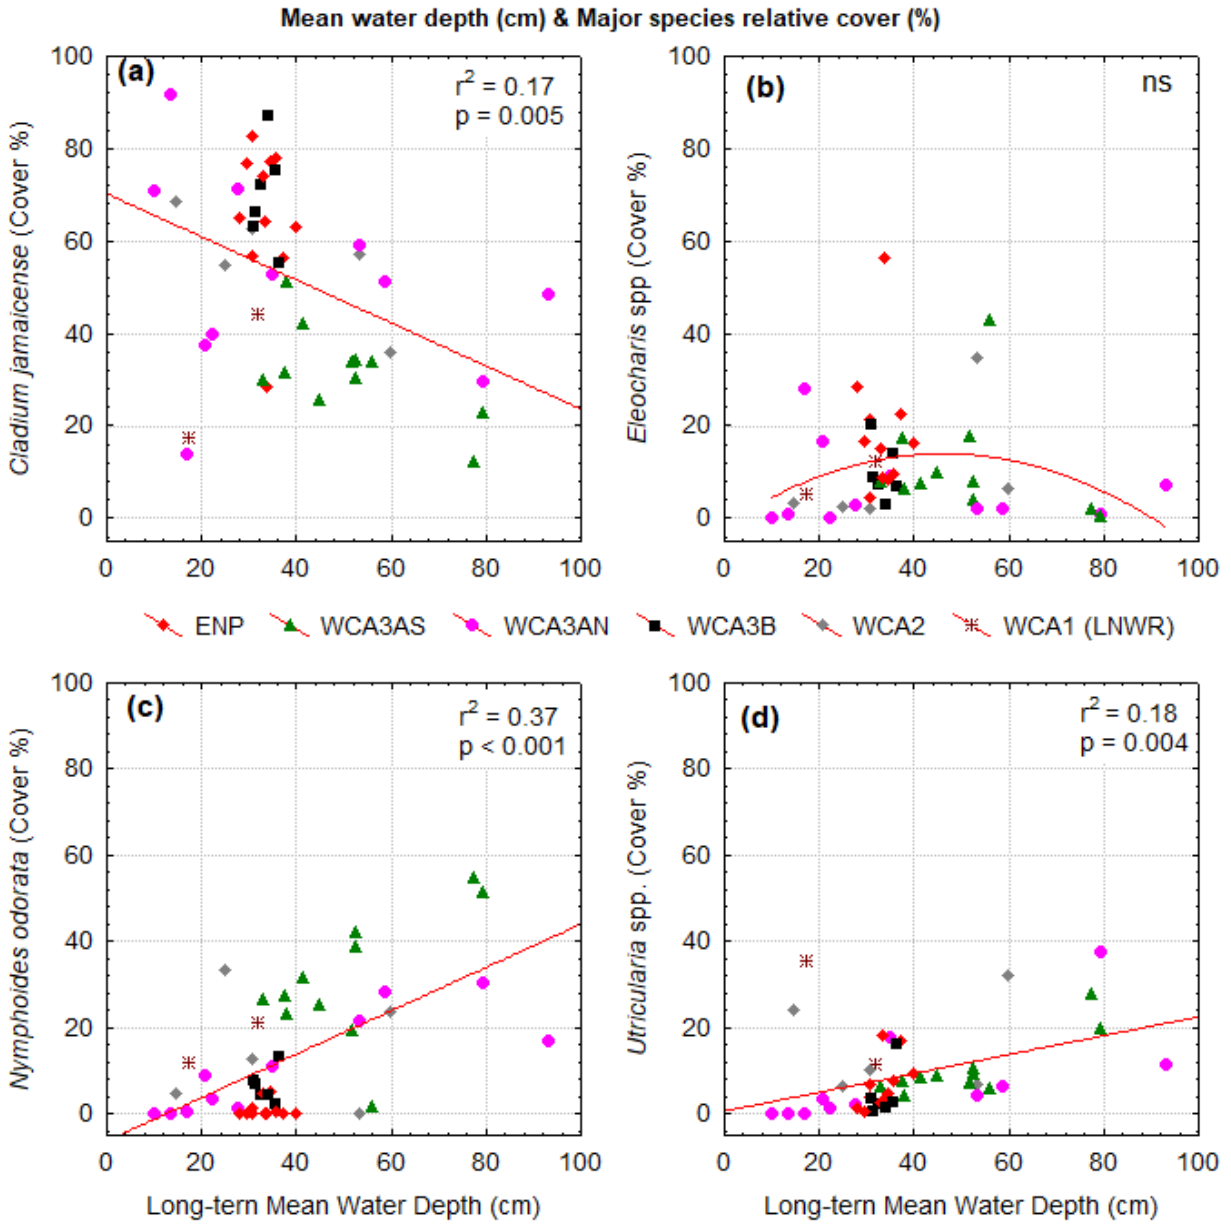 Mean water depth (cm) & Major species relative cover (%)
(a)
r² = 0.17
p = 0.005
Cladium jamaicense (Cover %)
100
80
60
40
20
0
0 20 40 60 80 100
(b)
ns
Eleocharis spp (Cover %)
100
80
60
40
20
0
0 20 40 60 80 100
ENP WCA3AS WCA3AN WCA3B WCA2 WCA1 (LNWR)
(c)
r² = 0.37
p < 0.001
Nymphoides odorata (Cover %)
100
80
60
40
20
0
0 20 40 60 80 100
Long-tern Mean Water Depth (cm)
(d)
r² = 0.18
p = 0.004
Utricularia spp. (Cover %)
100
80
60
40
20
0
0 20 40 60 80 100
Long-tern Mean Water Depth (cm)